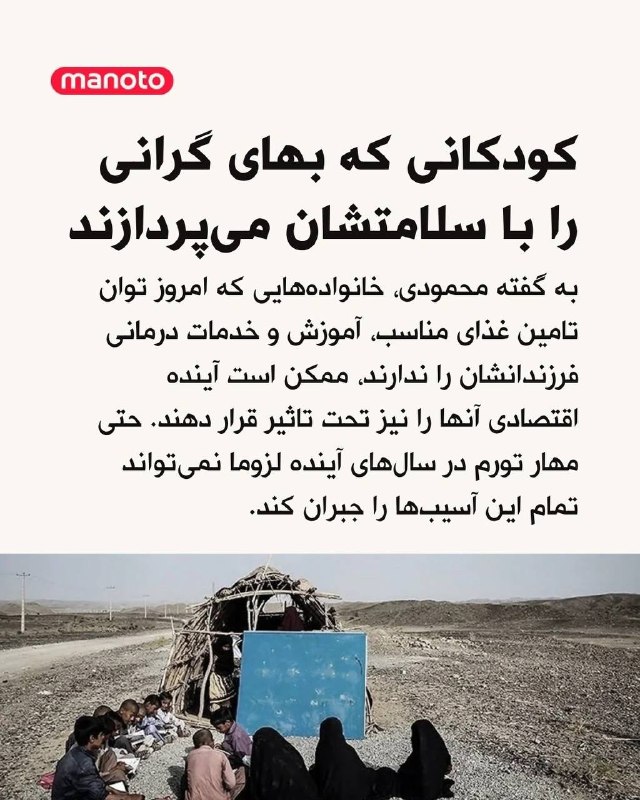 manoto
کودکانی که بهای گرانی
را با سلامتشان می‌پردازند
به گفته محمودی، خانواده‌هایی که امروز توان
تامین غذای مناسب، آموزش و خدمات درمانی
فرزندانشان را ندارند، ممکن است آینده
اقتصادی آنها را نیز تحت تاثیر قرار دهند. حتی
مهار تورم در سال‌های آینده لزوما نمی‌تواند
تمام این آسیب‌ها را جبران کند.